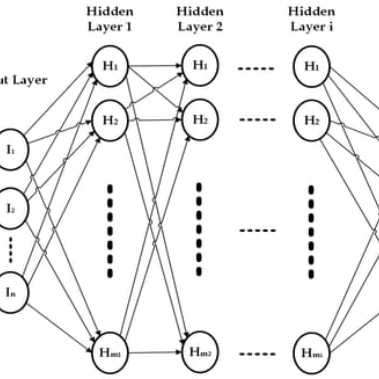 Hidden
Layer 1
Hidden
Layer 2
Hidden
Layer i
ut Layer
H₁
H₁
H₁
H₂
H₂
H₂
I₁
I₂
Iₙ
Hₘ₁
Hₘ₂
Hₘᵢ